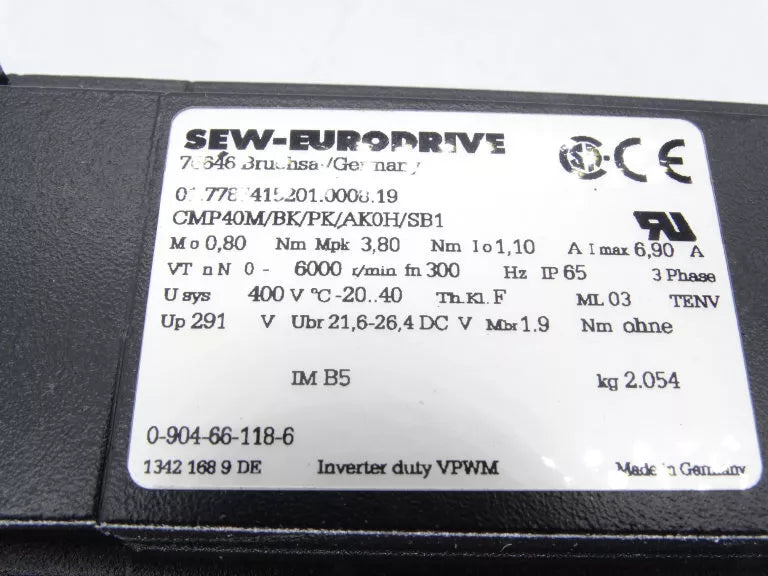 SEW-EURODRIVE
76646 Bruchsal/Germany
CE
CMP40M/BK/PK/AK0H/SB1
Mo 0,80 Nm Mpk 3,80 Nm Io 1,10 A Imax 6,90 A
VT nN 0 - 6000 r/min fn 300 Hz IP 65 3 Phase
Usys 400 V °C -20..40 Th.Kl. F ML 03 TENV
Up 291 V Ubr 21,6-26,4 DC V Mbr 1.9 Nm ohne
IM B5 kg 2.054
0-904-66-118-6
1342 168 9 DE Inverter duty VPWM Made in Germany